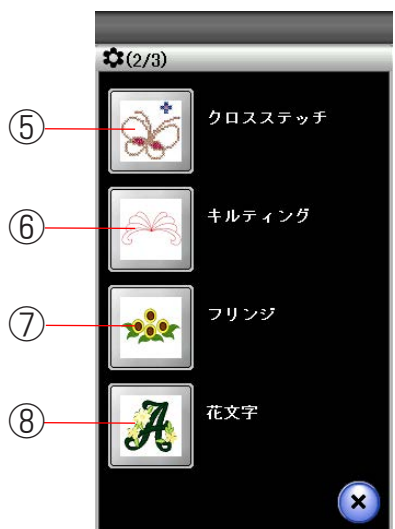 (2/3)
⑤ クロスステッチ
⑥ キルティング
⑦ フリンジ
⑧ 花文字